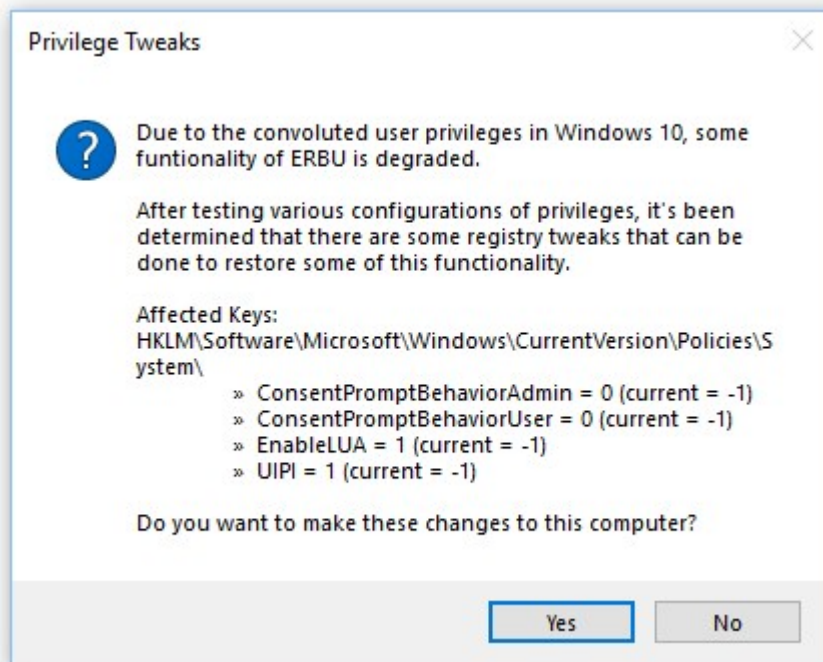 Privilege Tweaks
?
Due to the convoluted user privileges in Windows 10, some
funtionality of ERBU is degraded.
After testing various configurations of privileges, it's been
determined that there are some registry tweaks that can be
done to restore some of this functionality.
Affected Keys:
HKLM\Software\Microsoft\Windows\CurrentVersion\Policies\S
ystem\
» ConsentPromptBehaviorAdmin = 0 (current = -1)
» ConsentPromptBehaviorUser = 0 (current = -1)
» EnableLUA = 1 (current = -1)
» UIPI = 1 (current = -1)
Do you want to make these changes to this computer?
Yes No